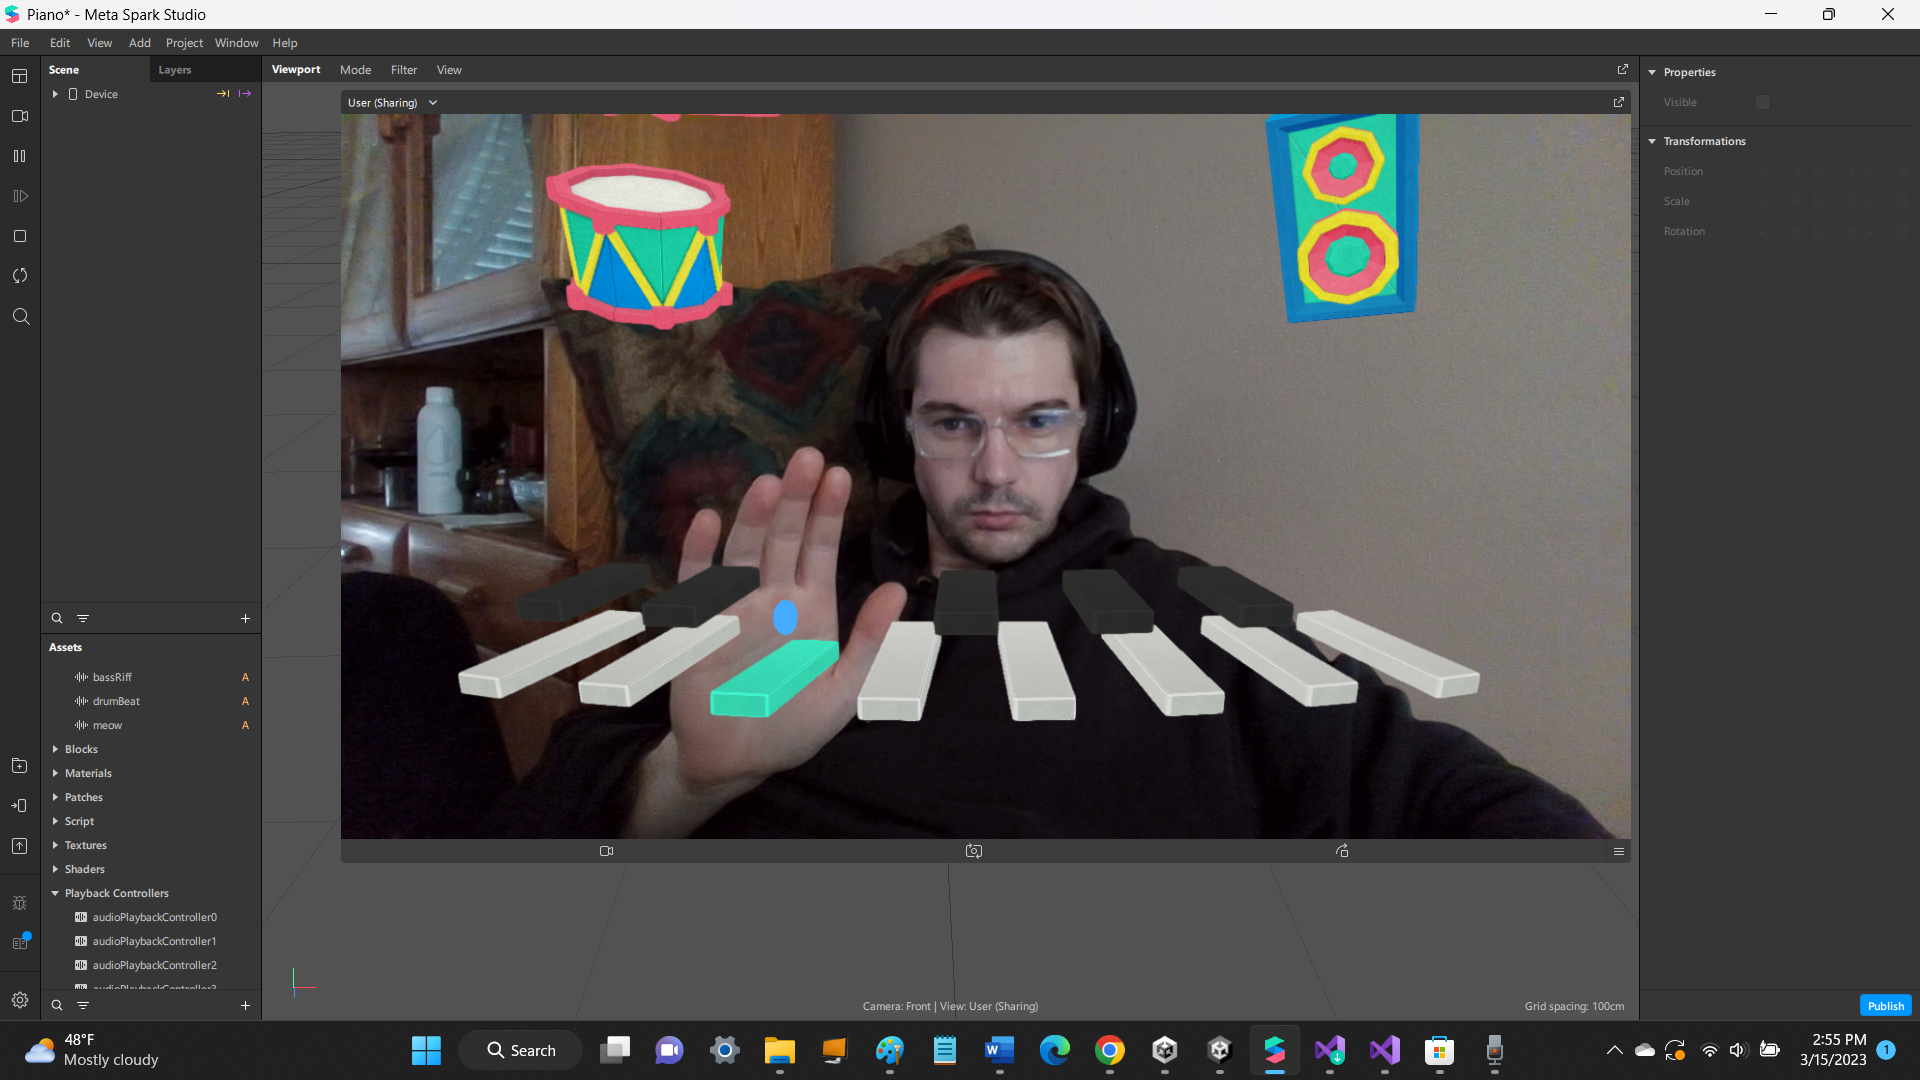 Piano* - Meta Spark Studio
File Edit View Add Project Window Help
Scene Layers
Device
Viewport Mode Filter View
User (Sharing)
Properties
Visible
Transformations
Position
Scale
Rotation
Assets
bassRiff A
drumBeat A
meow A
Blocks
Materials
Patches
Script
Textures
Shaders
Playback Controllers
audioPlaybackController0
audioPlaybackController1
audioPlaybackController2
audioPlaybackController3
Camera: Front | View: User (Sharing)
Grid spacing: 100cm
Publish
48°F
Mostly cloudy
Search
2:55 PM
3/15/2023
1